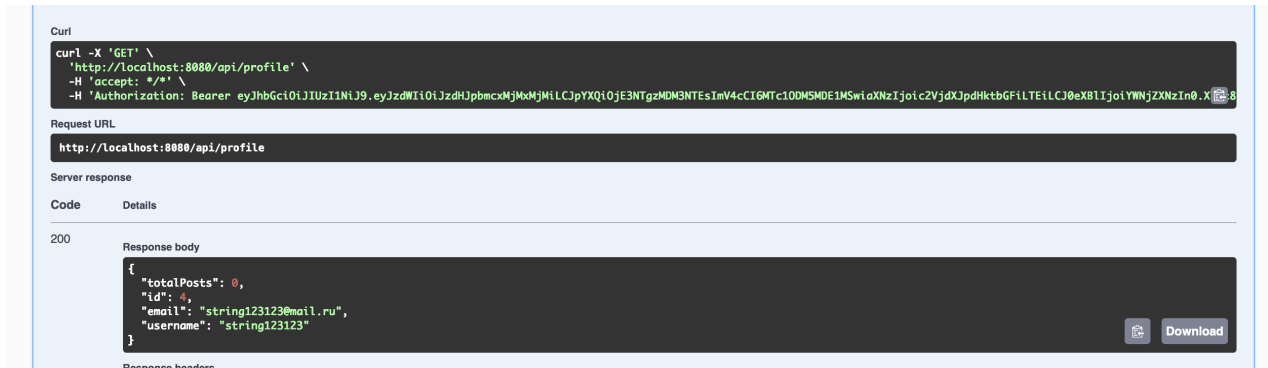 Curl
curl -X 'GET' \
'http://localhost:8080/api/profile' \
-H 'accept: */*' \
-H 'Authorization: Bearer eyJhbGciOiJIUzI1NiJ9.eyJzdWIiOiJzdHJpbmcxMjMxMjMiLCJpYXQiOjE3NTgzMDM3NTEsImV4cCI6MTc1ODM5MDE1MSwiaXNzIjoic2VjdXJpdHktbGFiLTEiLCJ0eXBlIjoiYWNjZXNzIn0.X
Request URL
http://localhost:8080/api/profile
Server response
Code Details
200
Response body
{
"totalPosts": 0,
"id": 4,
"email": "string123123@mail.ru",
"username": "string123123"
}
Download
Response headers